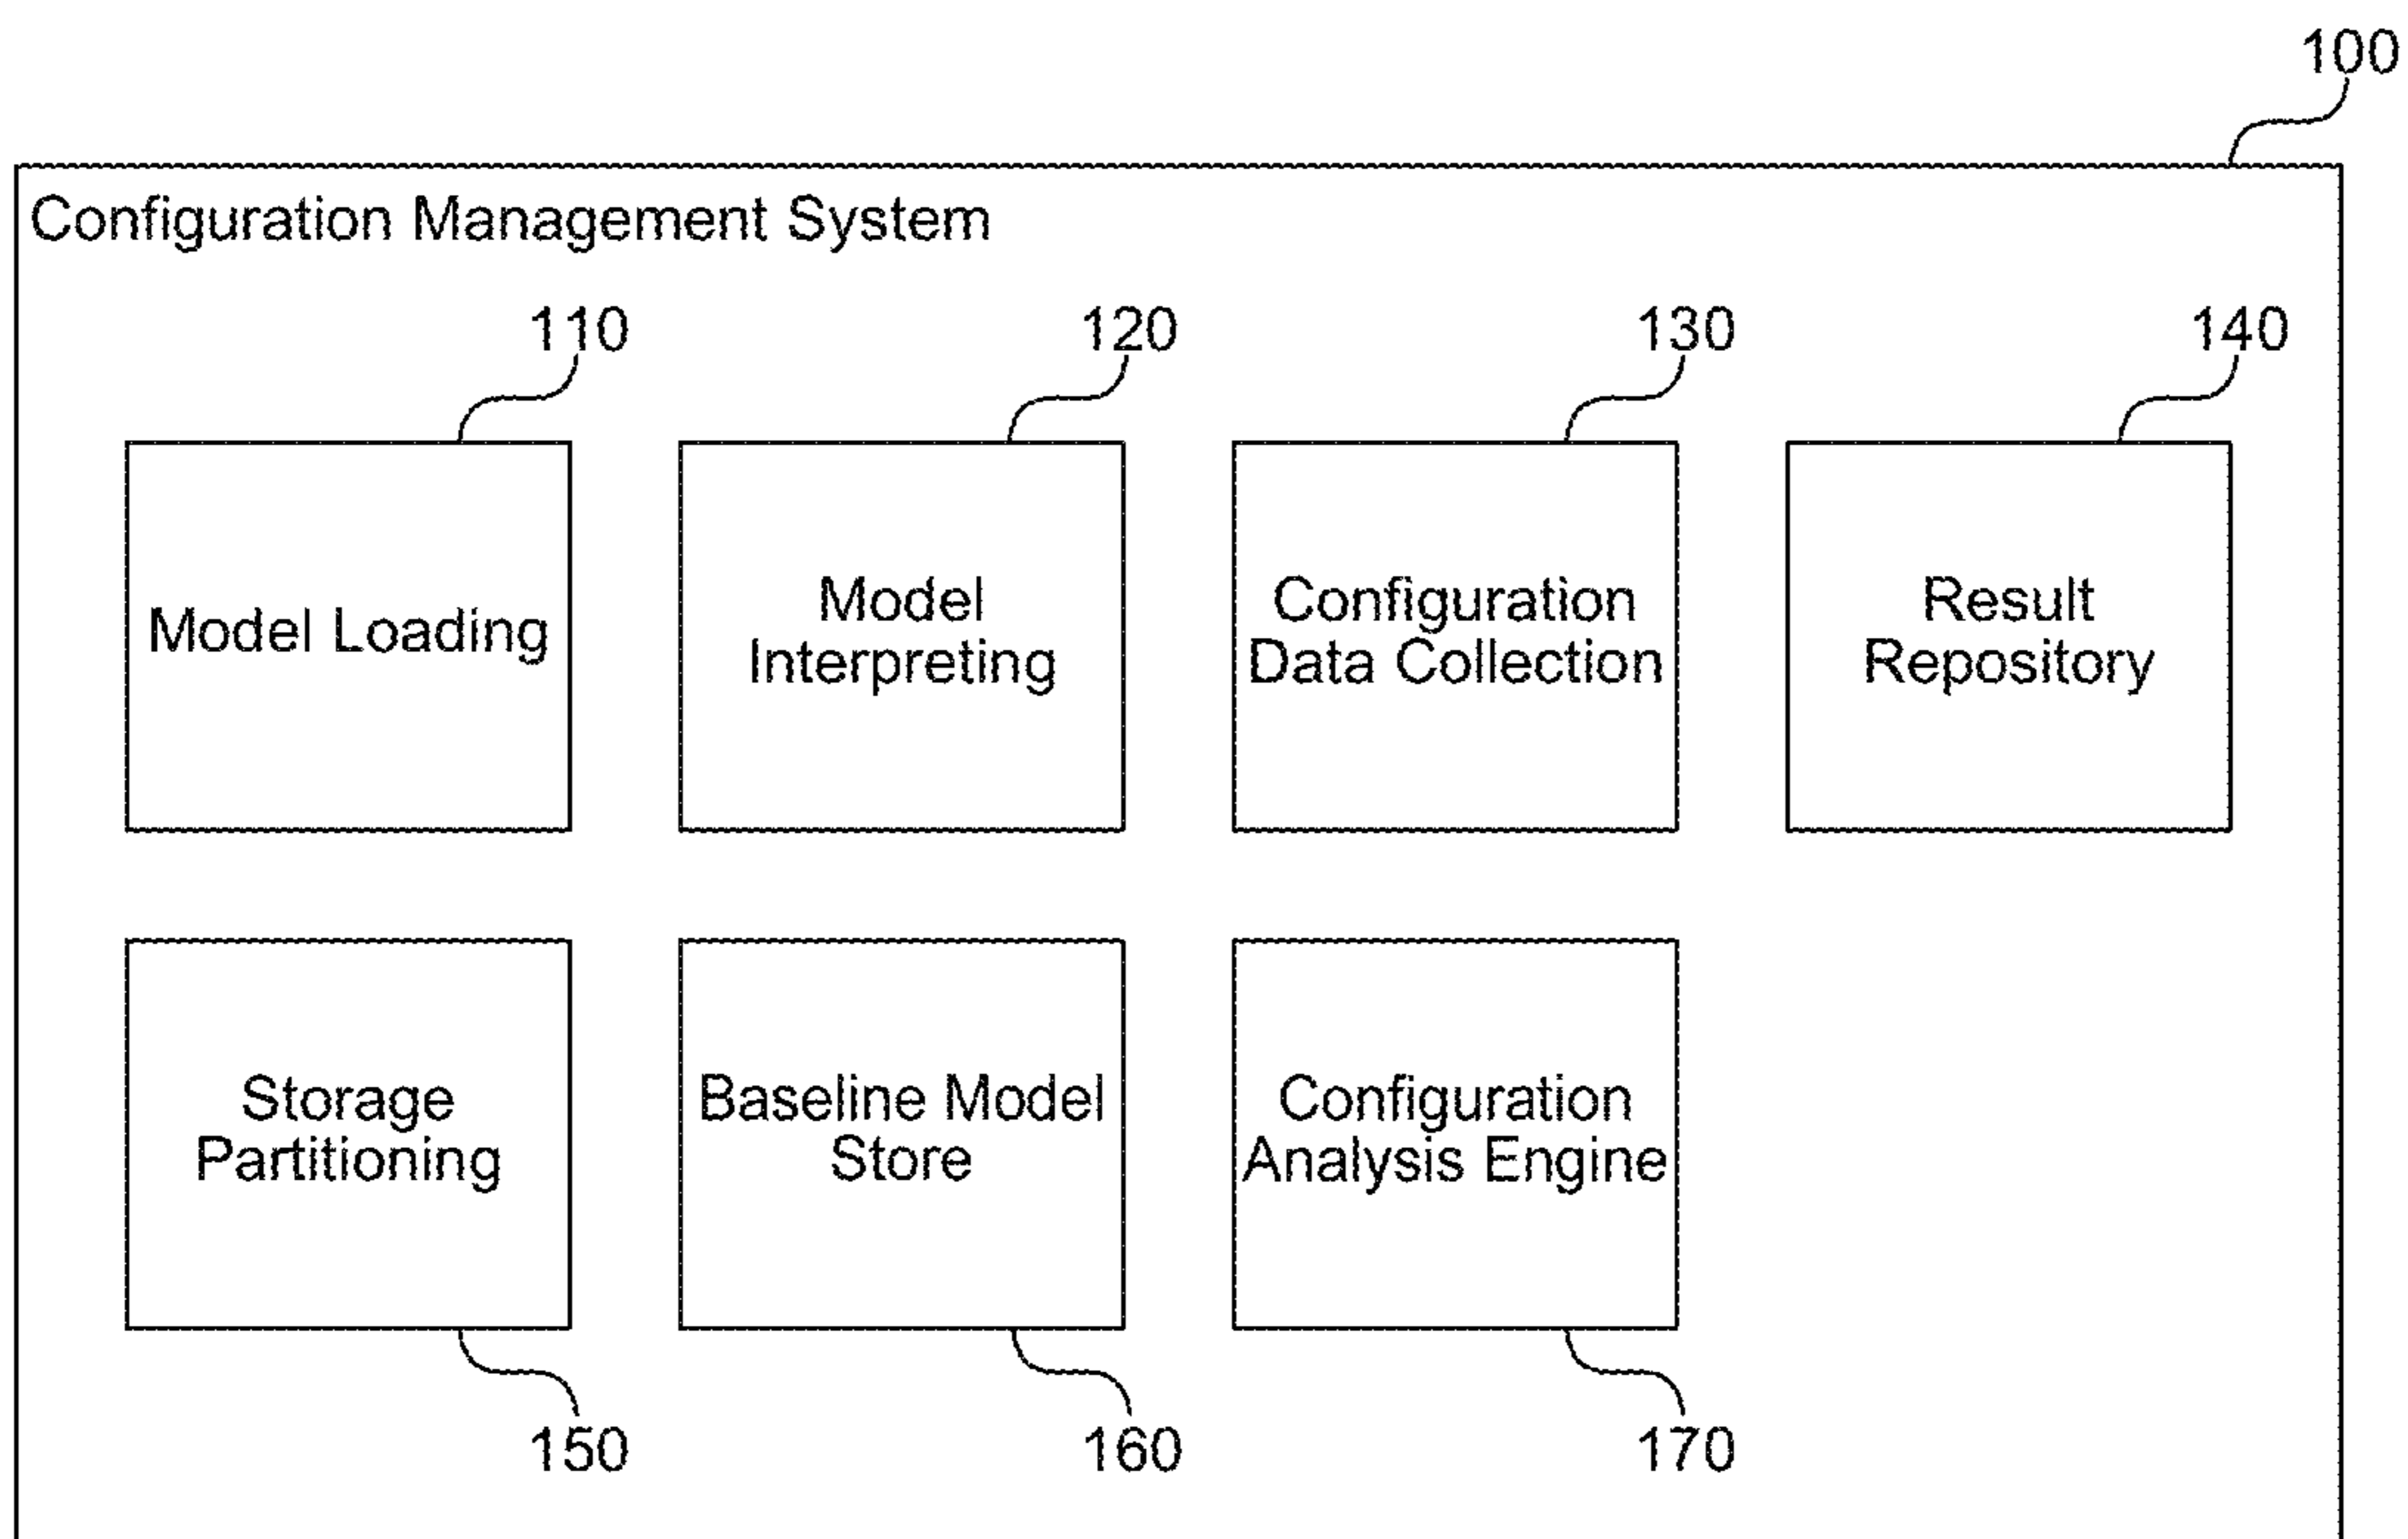 100
Configuration Management System
110
120
130
140
Model Loading
Model
Interpreting
Configuration
Data Collection
Result
Repository
Storage
Partitioning
Baseline Model
Store
Configuration
Analysis Engine
150
160
170